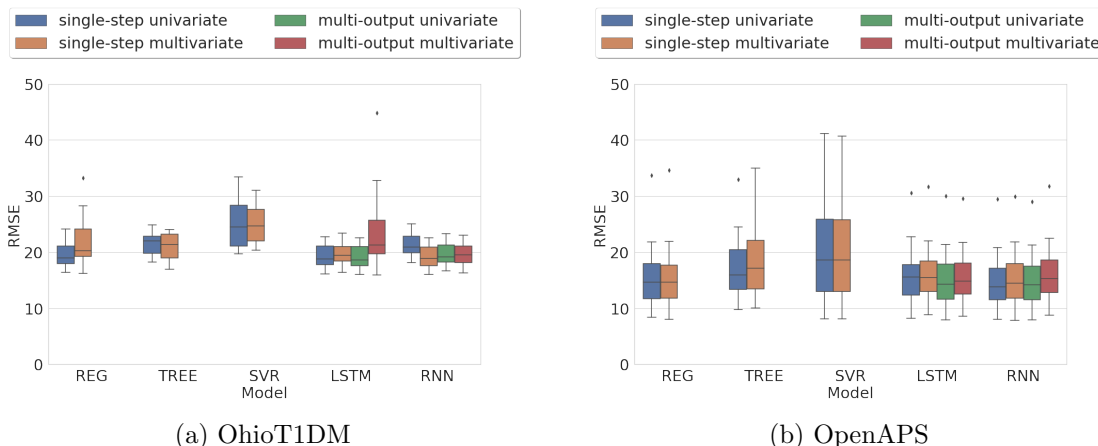 single-step univariate
multi-output univariate
single-step multivariate
multi-output multivariate
50
40
30
20
10
0
RMSE
REG TREE SVR LSTM RNN
Model
(a) OhioT1DM
single-step univariate
multi-output univariate
single-step multivariate
multi-output multivariate
50
40
30
20
10
0
RMSE
REG TREE SVR LSTM RNN
Model
(b) OpenAPS